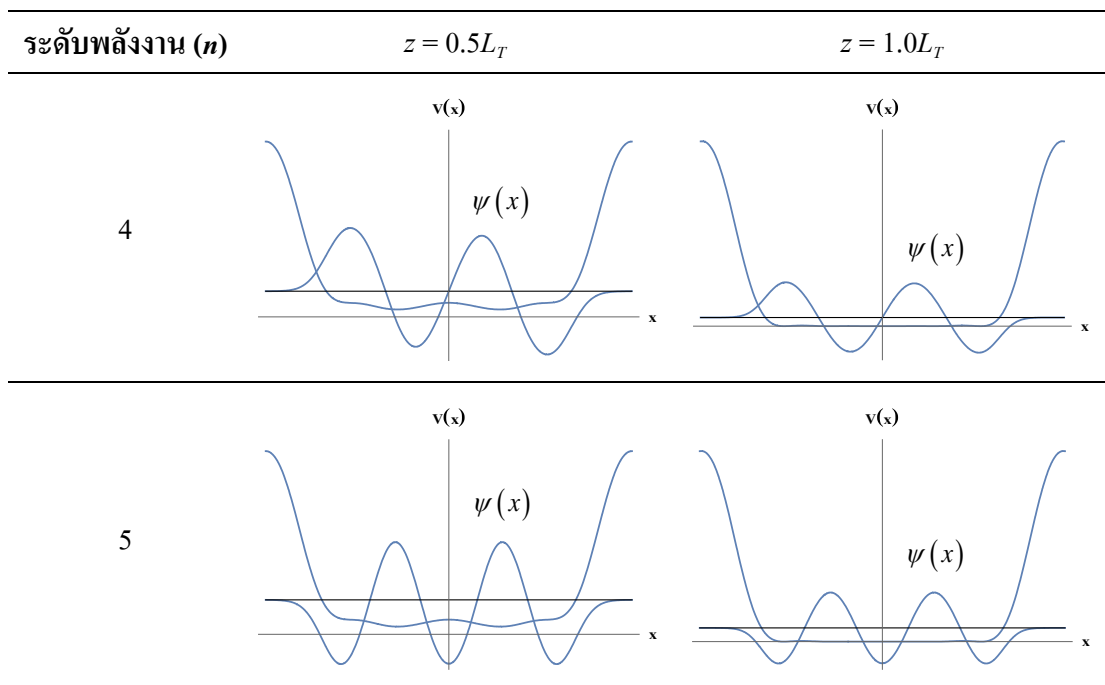 ระดับพลังงาน (n) z = 0.5L_T z = 1.0L_T
v(x) v(x)
ψ(x) ψ(x)
4
x x
v(x) v(x)
ψ(x) ψ(x)
5
x x